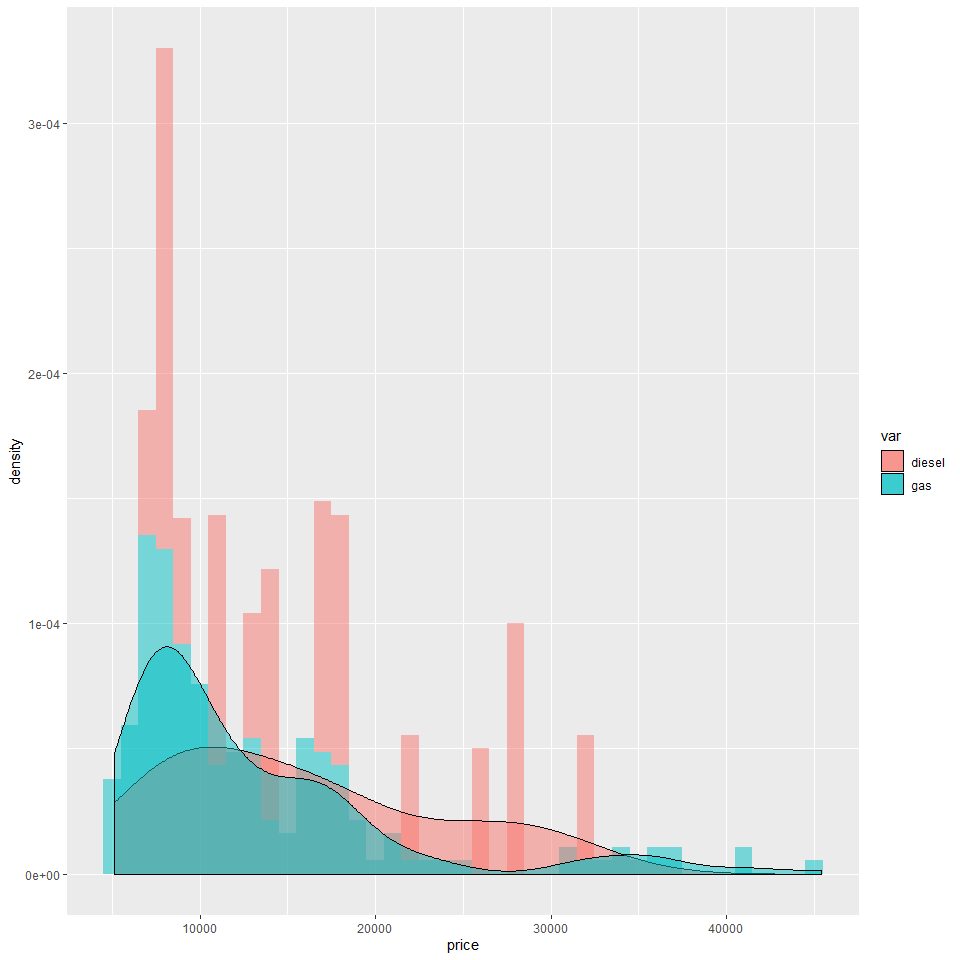 3e-04
2e-04
1e-04
0e+00
density
10000
20000
30000
40000
price
var
diesel
gas